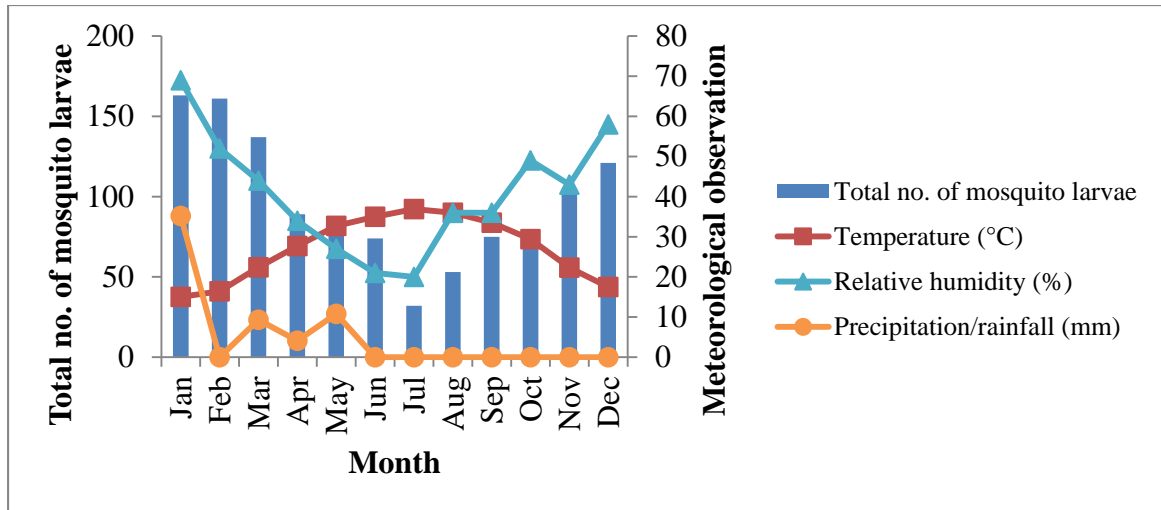 200
150
100
50
0
Total no. of mosquito larvae
80
70
60
50
40
30
20
10
0
Meteorological observation
Jan
Feb
Mar
Apr
May
Jun
Jul
Aug
Sep
Oct
Nov
Dec
Month
Total no. of mosquito larvae
Temperature (°C)
Relative humidity (%)
Precipitation/rainfall (mm)